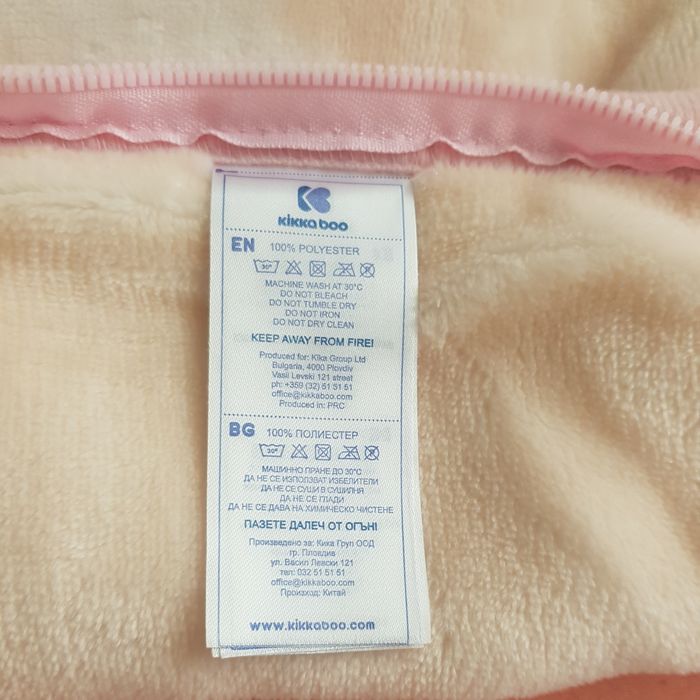 KIKKA BOO
EN 100% POLYESTER
30°
MACHINE WASH AT 30°C
DO NOT BLEACH
DO NOT TUMBLE DRY
DO NOT IRON
DO NOT DRY CLEAN
KEEP AWAY FROM FIRE!
Produced for: Kika Group Ltd
Bulgaria, 4000 Plovdiv
Vasil Levski 121 street
ph: +359 (32) 51 51 51
office@kikkaboo.com
Produced in: PRC
BG 100% ПОЛИЕСТЕР
30°
МАШИННО ПРАНЕ ДО 30°C
ДА НЕ СЕ ИЗПОЛЗВАТ ИЗБЕЛИТЕЛИ
ДА НЕ СЕ СУШИ В СУШИЛНЯ
ДА НЕ СЕ ГЛАДИ
ДА НЕ СЕ ДАВА НА ХИМИЧЕСКО ЧИСТЕНЕ
ПАЗЕТЕ ДАЛЕЧ ОТ ОГЪН!
Произведено за: Кика Груп ООД
гр. Пловдив
ул. Васил Левски 121
тел: 032 51 51 51
office@kikkaboo.com
Произход: Китай
www.kikkaboo.com